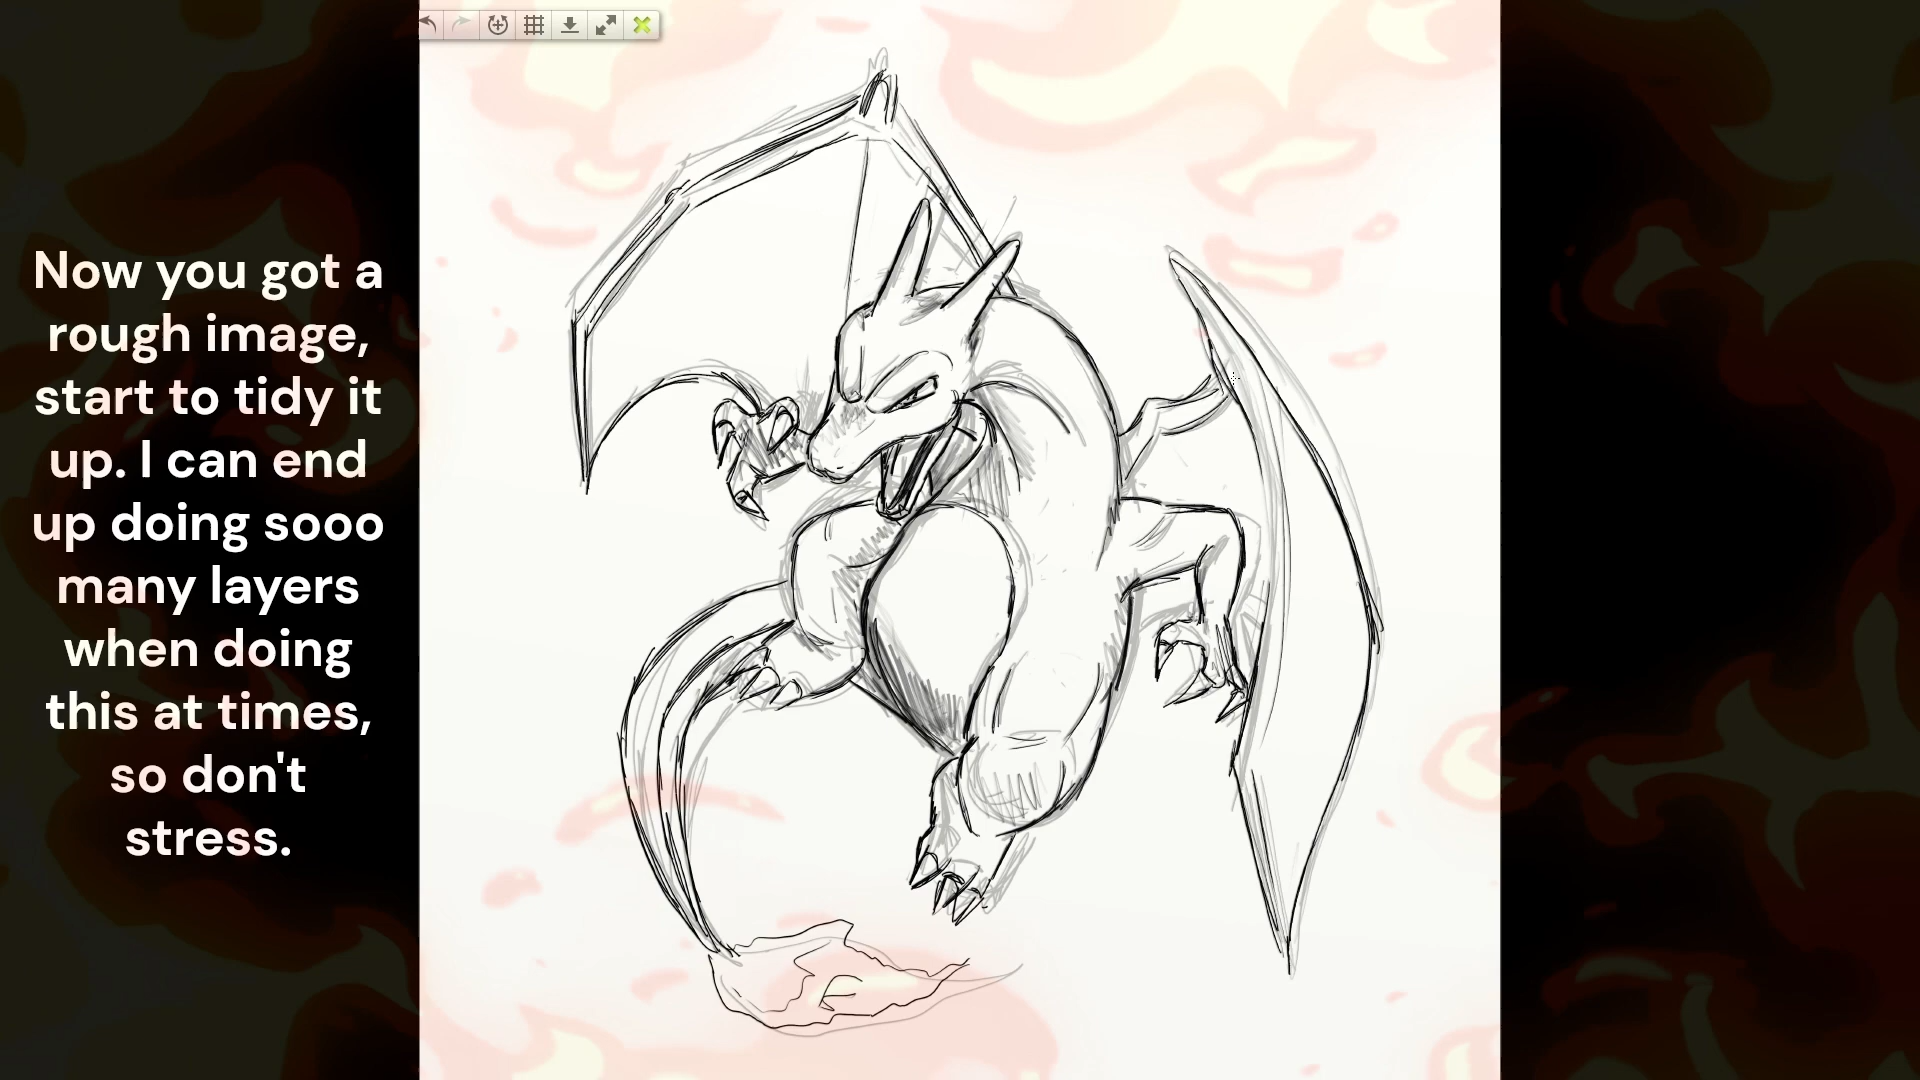 Now you got a
rough image,
start to tidy it
up. I can end
up doing sooo
many layers
when doing
this at times,
so don't
stress.